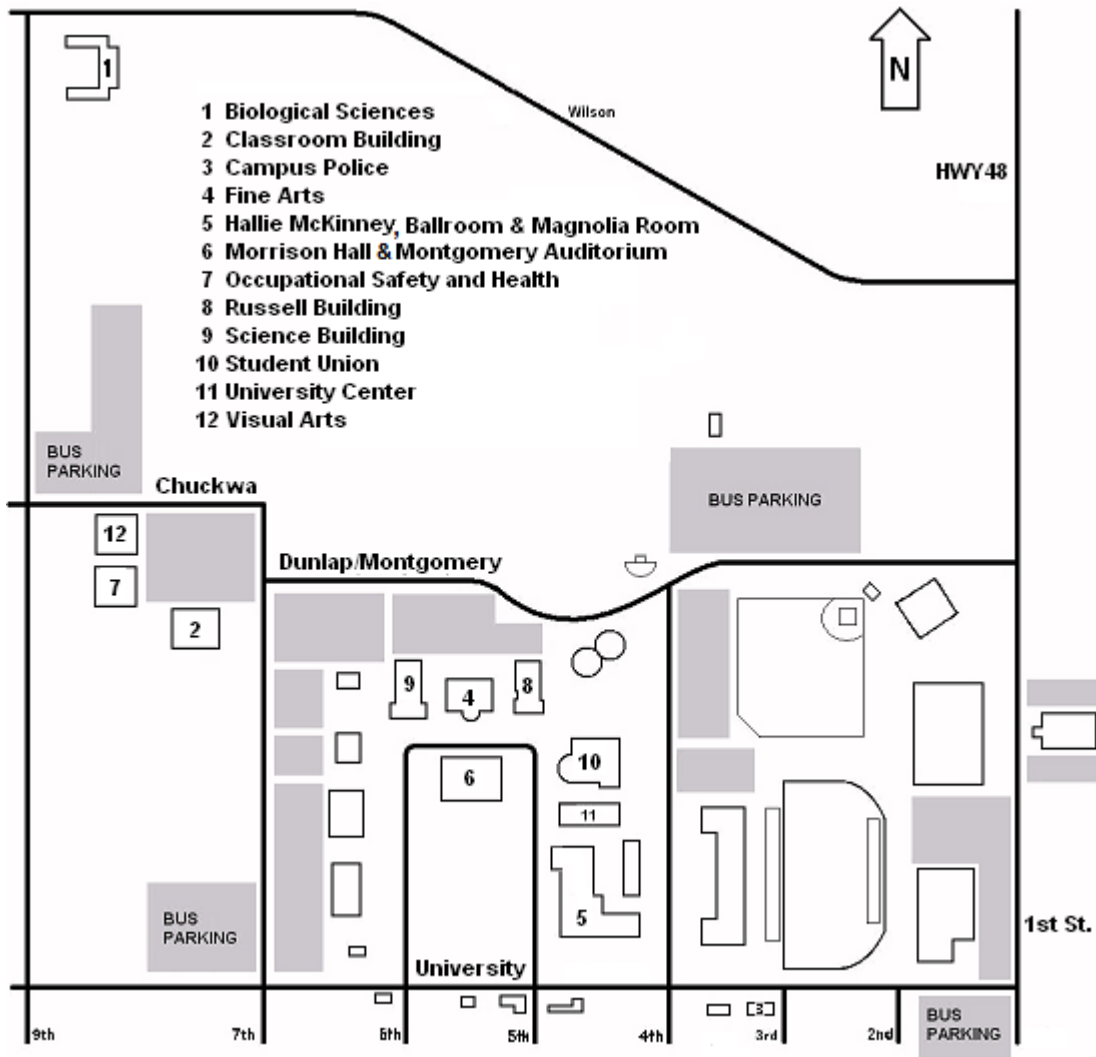 N
1
Wilson
1 Biological Sciences
2 Classroom Building
3 Campus Police
HWY48
4 Fine Arts
5 Hallie McKinney, Ballroom & Magnolia Room
6 Morrison Hall & Montgomery Auditorium
7 Occupational Safety and Health
8 Russell Building
9 Science Building
10 Student Union
11 University Center
12 Visual Arts
BUS
PARKING
Chuckwa
BUS PARKING
12
Dunlap/Montgomery
7
2
9
4
8
10
6
11
5
BUS
PARKING
1st St.
University
3
BUS
PARKING
9th
7th
6th
5th
4th
3rd
2nd